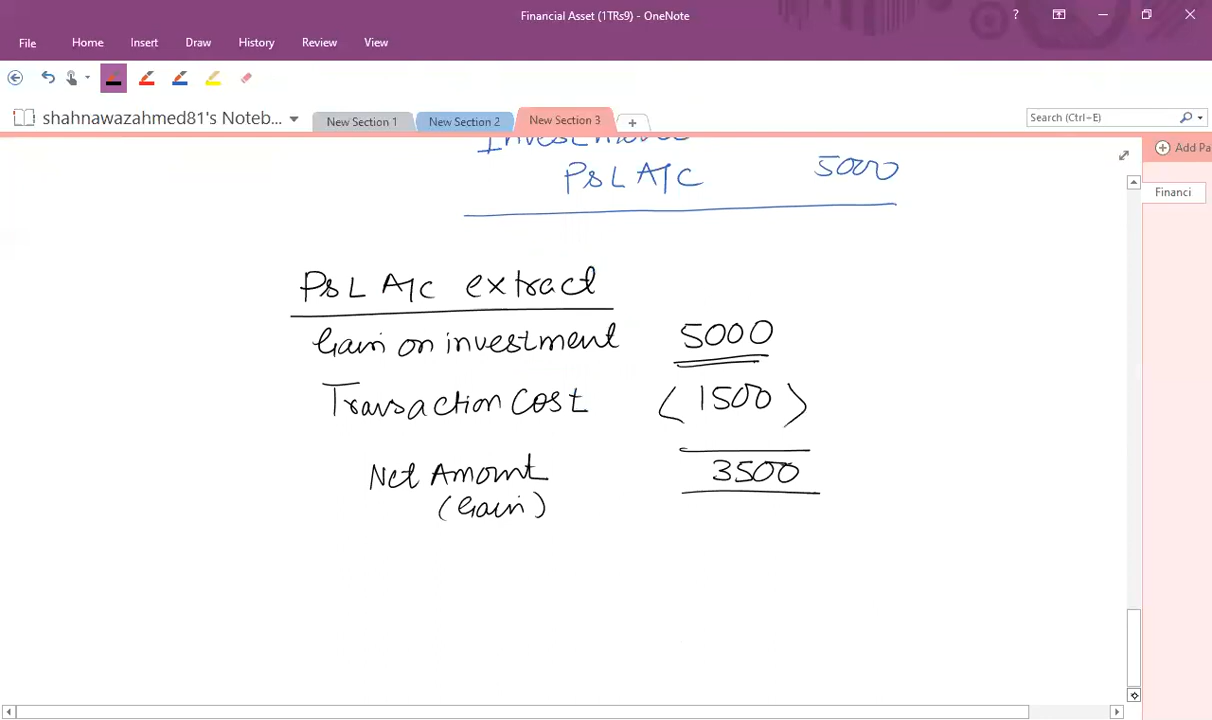 Financial Asset (1TRs9) - OneNote
?
File Home Insert Draw History Review View
shahnawazahmed81's Noteb... New Section 1 New Section 2 New Section 3 +
Search (Ctrl-E)
Add Pa
Financi
P&L A/C 5000
P&L A/C extract
Gain on investment 5000
Transaction Cost <1500>
Net Amount 3500
(Gain)